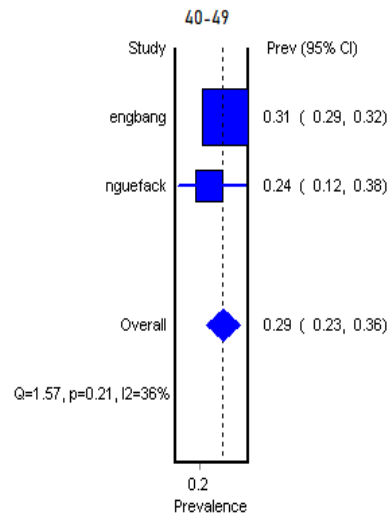 40-49
Study Prev (95% CI)
engbang 0.31 ( 0.29, 0.32)
nguefack 0.24 ( 0.12, 0.38)
Overall 0.29 ( 0.23, 0.36)
Q=1.57, p=0.21, I2=36%
0.2
Prevalence